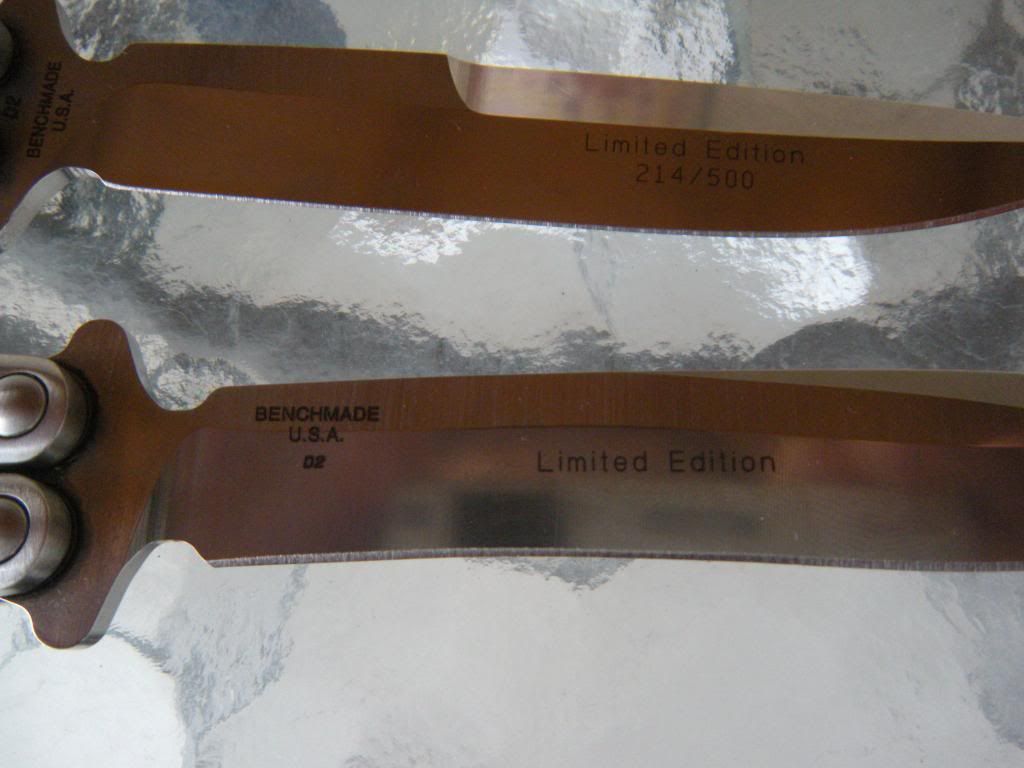 BENCHMADE
U.S.A.
D2
Limited Edition
214/500
BENCHMADE
U.S.A.
D2
Limited Edition